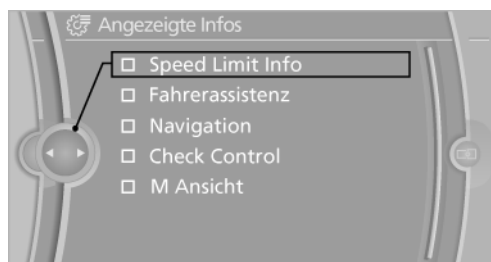 Angezeigte Infos
Speed Limit Info
Fahrerassistenz
Navigation
Check Control
M Ansicht